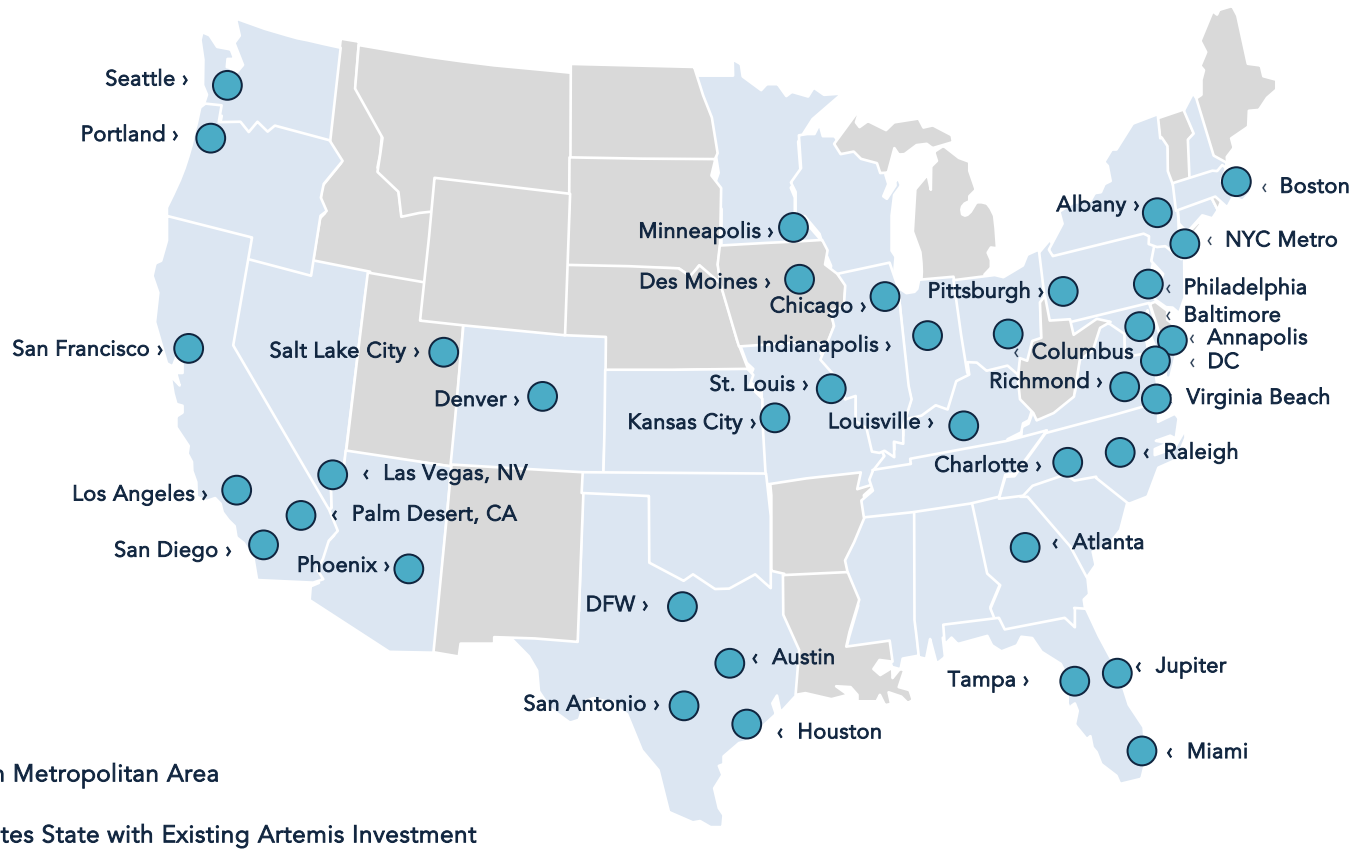 Seattle ›
Portland ›
‹ Boston
Albany ›
Minneapolis ›
‹ NYC Metro
Des Moines ›
Chicago ›
Pittsburgh ›
‹ Philadelphia
‹ Baltimore
‹ Annapolis
San Francisco ›
Salt Lake City ›
Indianapolis ›
‹ Columbus
‹ DC
St. Louis ›
Richmond ›
Denver ›
Virginia Beach
Kansas City ›
Louisville ›
‹ Raleigh
Charlotte ›
‹ Las Vegas, NV
Los Angeles ›
‹ Palm Desert, CA
San Diego ›
‹ Atlanta
Phoenix ›
DFW ›
‹ Austin
‹ Jupiter
Tampa ›
San Antonio ›
‹ Houston
‹ Miami
Metropolitan Area
State with Existing Artemis Investment